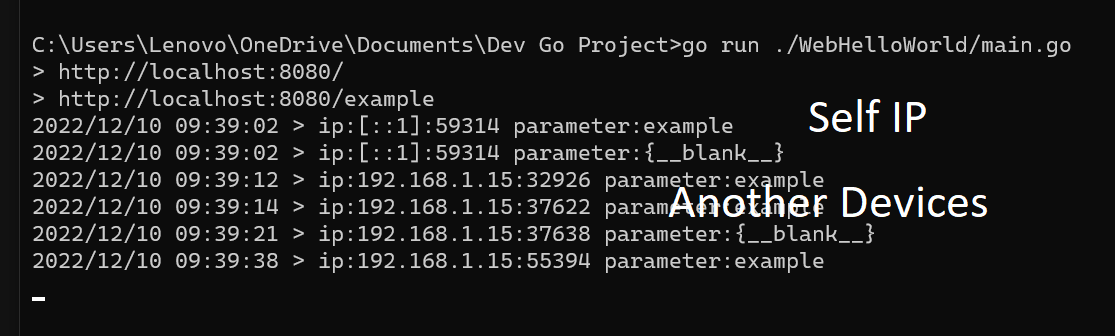 C:\Users\Lenovo\OneDrive\Documents\Dev Go Project>go run ./WebHelloWorld/main.go
> http://localhost:8080/
> http://localhost:8080/example
Self IP
2022/12/10 09:39:02 > ip:[::1]:59314 parameter:example
2022/12/10 09:39:02 > ip:[::1]:59314 parameter:{__blank__}
2022/12/10 09:39:12 > ip:192.168.1.15:32926 parameter:example
Another Devices
2022/12/10 09:39:14 > ip:192.168.1.15:37622 parameter:example
2022/12/10 09:39:21 > ip:192.168.1.15:37638 parameter:{__blank__}
2022/12/10 09:39:38 > ip:192.168.1.15:55394 parameter:example